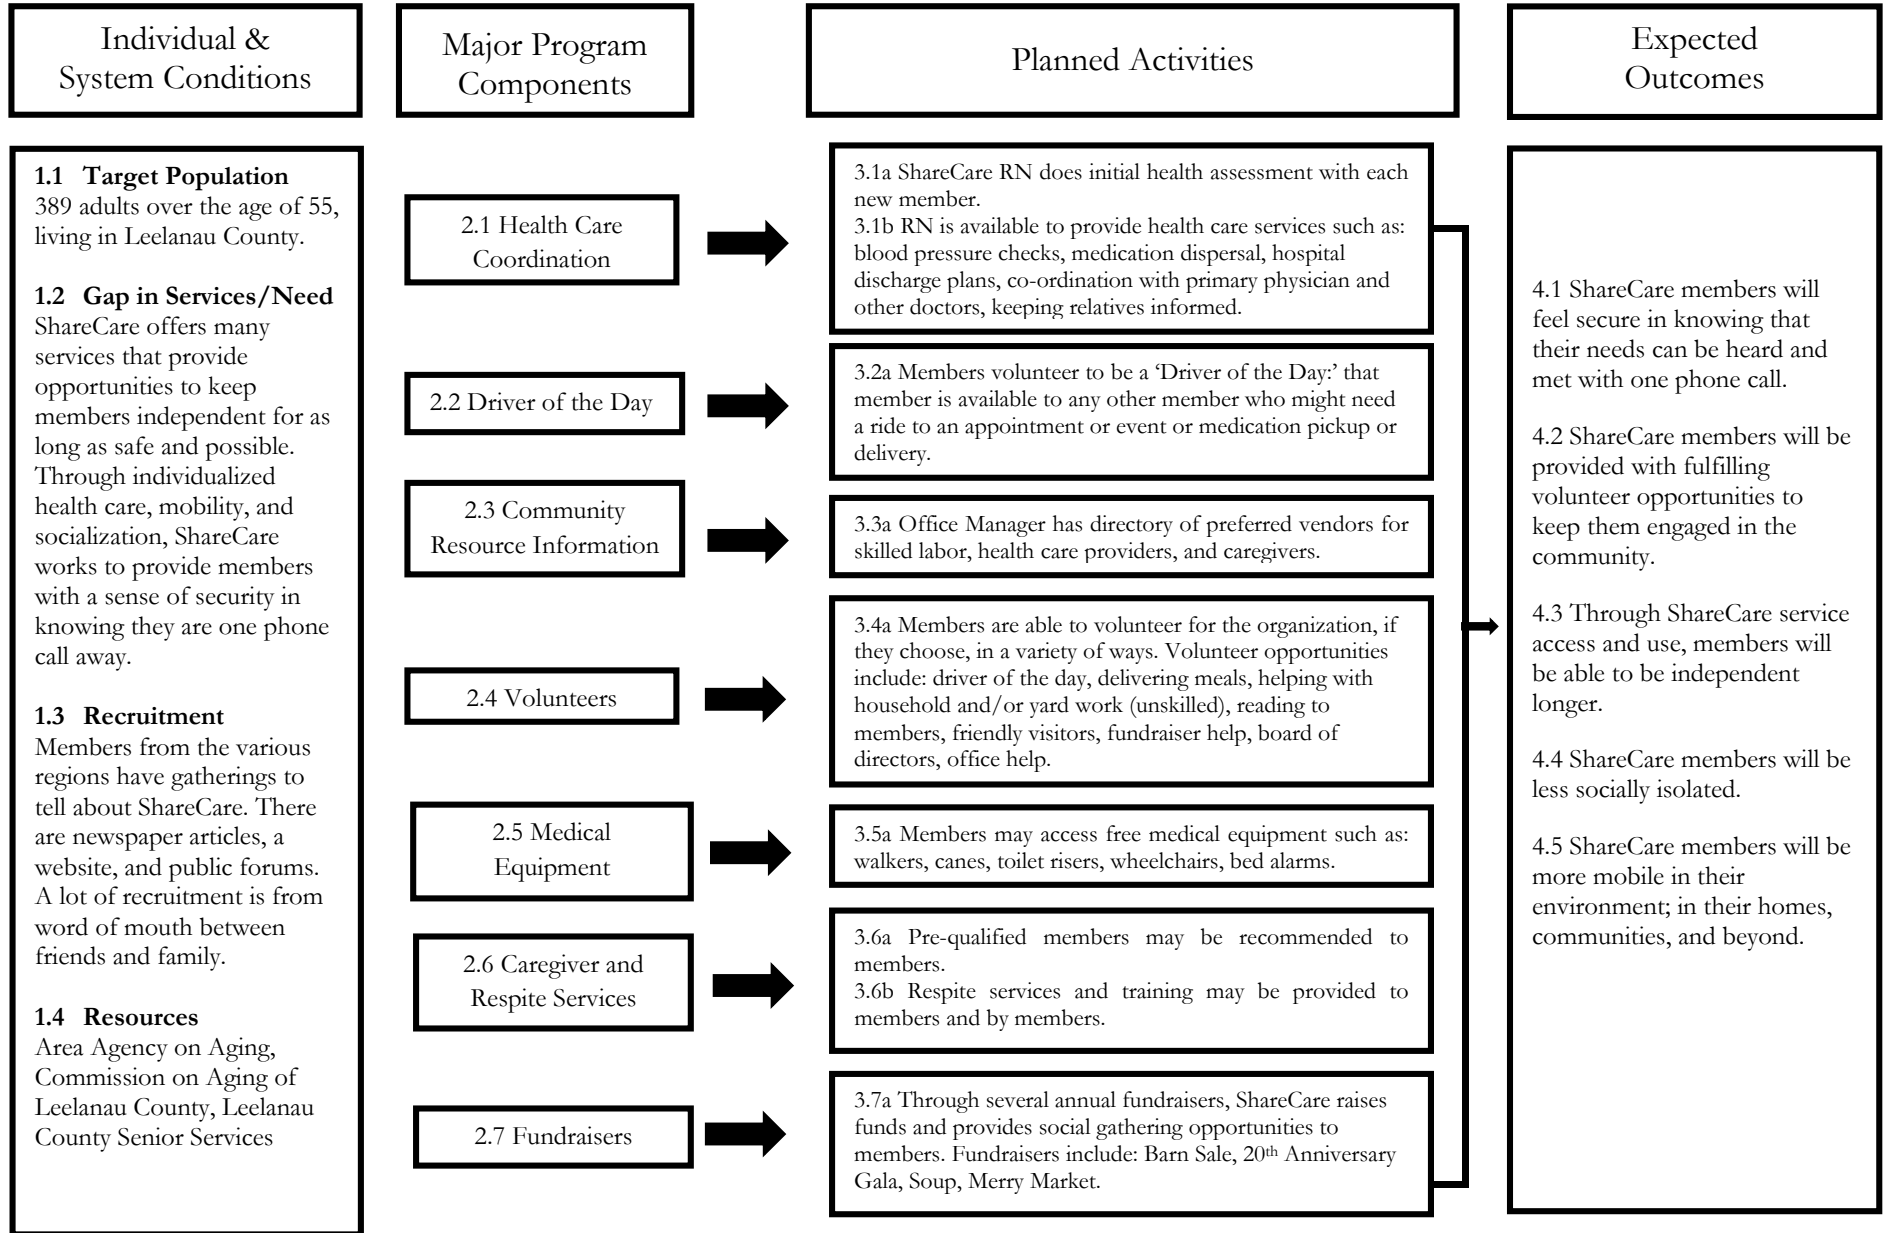 Individual &
System Conditions
Major Program
Components
Planned Activities
Expected
Outcomes
1.1 Target Population
389 adults over the age of 55,
living in Leelanau County.
1.2 Gap in Services/Need
ShareCare offers many
services that provide
opportunities to keep
members independent for as
long as safe and possible.
Through individualized
health care, mobility, and
socialization, ShareCare
works to provide members
with a sense of security in
knowing they are one phone
call away.
1.3 Recruitment
Members from the various
regions have gatherings to
tell about ShareCare. There
are newspaper articles, a
website, and public forums.
A lot of recruitment is from
word of mouth between
friends and family.
1.4 Resources
Area Agency on Aging,
Commission on Aging of
Leelanau County, Leelanau
County Senior Services
2.1 Health Care
Coordination
2.2 Driver of the Day
2.3 Community
Resource Information
2.4 Volunteers
2.5 Medical
Equipment
2.6 Caregiver and
Respite Services
2.7 Fundraisers
3.1a ShareCare RN does initial health assessment with each
new member.
3.1b RN is available to provide health care services such as:
blood pressure checks, medication dispersal, hospital
discharge plans, co-ordination with primary physician and
other doctors, keeping relatives informed.
3.2a Members volunteer to be a ‘Driver of the Day:’ that
member is available to any other member who might need
a ride to an appointment or event or medication pickup or
delivery.
3.3a Office Manager has directory of preferred vendors for
skilled labor, health care providers, and caregivers.
3.4a Members are able to volunteer for the organization, if
they choose, in a variety of ways. Volunteer opportunities
include: driver of the day, delivering meals, helping with
household and/or yard work (unskilled), reading to
members, friendly visitors, fundraiser help, board of
directors, office help.
3.5a Members may access free medical equipment such as:
walkers, canes, toilet risers, wheelchairs, bed alarms.
3.6a Pre-qualified members may be recommended to
members.
3.6b Respite services and training may be provided to
members and by members.
3.7a Through several annual fundraisers, ShareCare raises
funds and provides social gathering opportunities to
members. Fundraisers include: Barn Sale, 20th Anniversary
Gala, Soup, Merry Market.
4.1 ShareCare members will
feel secure in knowing that
their needs can be heard and
met with one phone call.
4.2 ShareCare members will be
provided with fulfilling
volunteer opportunities to
keep them engaged in the
community.
4.3 Through ShareCare service
access and use, members will
be able to be independent
longer.
4.4 ShareCare members will be
less socially isolated.
4.5 ShareCare members will be
more mobile in their
environment; in their homes,
communities, and beyond.